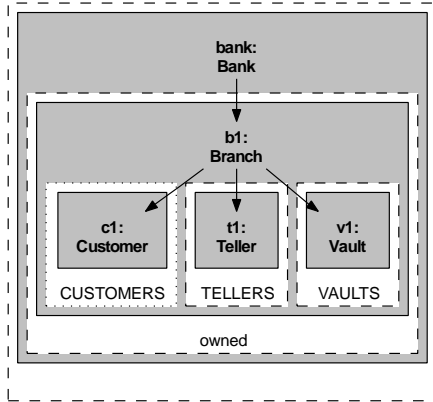 bank:
Bank
b1:
Branch
c1:
Customer
t1:
Teller
v1:
Vault
CUSTOMERS
TELLERS
VAULTS
owned